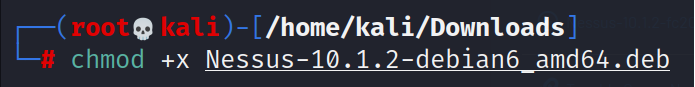 ┌──(root💀kali)-[/home/kali/Downloads]
└─# chmod +x Nessus-10.1.2-debian6_amd64.deb